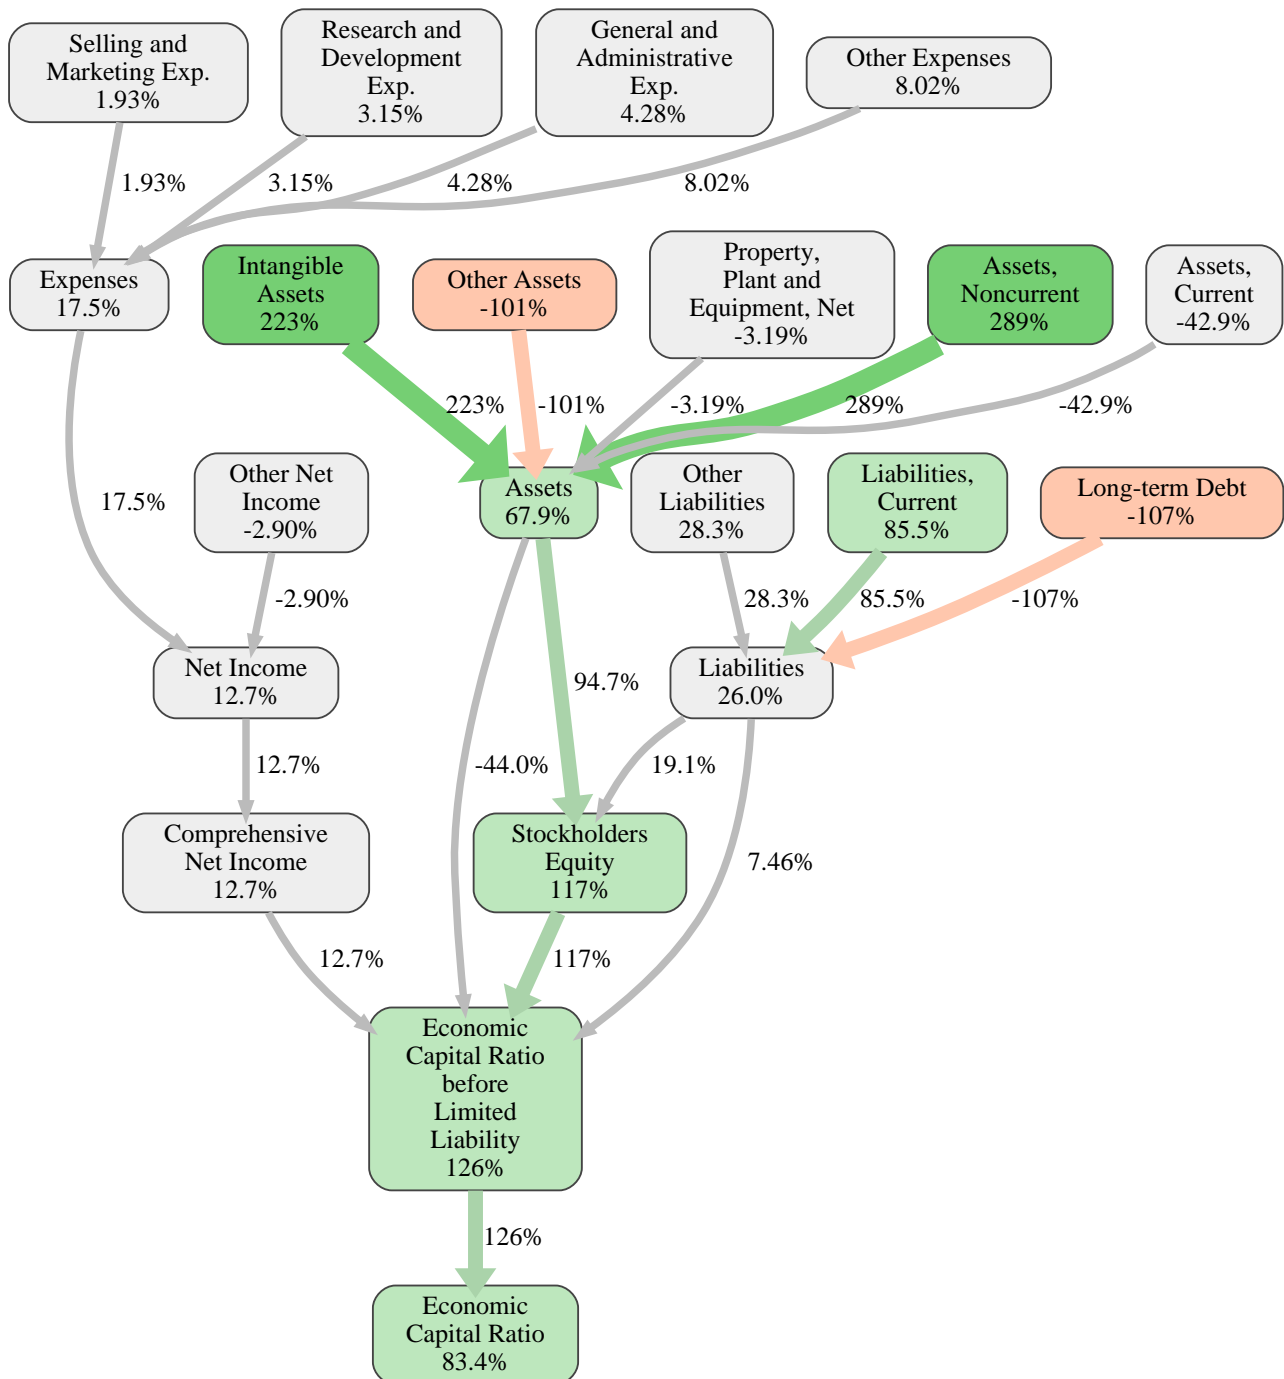 Selling and
Marketing Exp.
1.93%
Research and
Development
Exp.
3.15%
General and
Administrative
Exp.
4.28%
Other Expenses
8.02%
1.93%
3.15%
4.28%
8.02%
Expenses
17.5%
Intangible
Assets
223%
Other Assets
-101%
Property,
Plant and
Equipment, Net
-3.19%
Assets,
Noncurrent
289%
Assets,
Current
-42.9%
223%
-101%
-3.19%
289%
-42.9%
17.5%
Other Net
Income
-2.90%
Assets
67.9%
Other
Liabilities
28.3%
Liabilities,
Current
85.5%
Long-term Debt
-107%
-2.90%
28.3%
85.5%
-107%
Net Income
12.7%
94.7%
Liabilities
26.0%
12.7%
-44.0%
19.1%
Comprehensive
Net Income
12.7%
Stockholders
Equity
117%
7.46%
12.7%
117%
Economic
Capital Ratio
before
Limited
Liability
126%
126%
Economic
Capital Ratio
83.4%